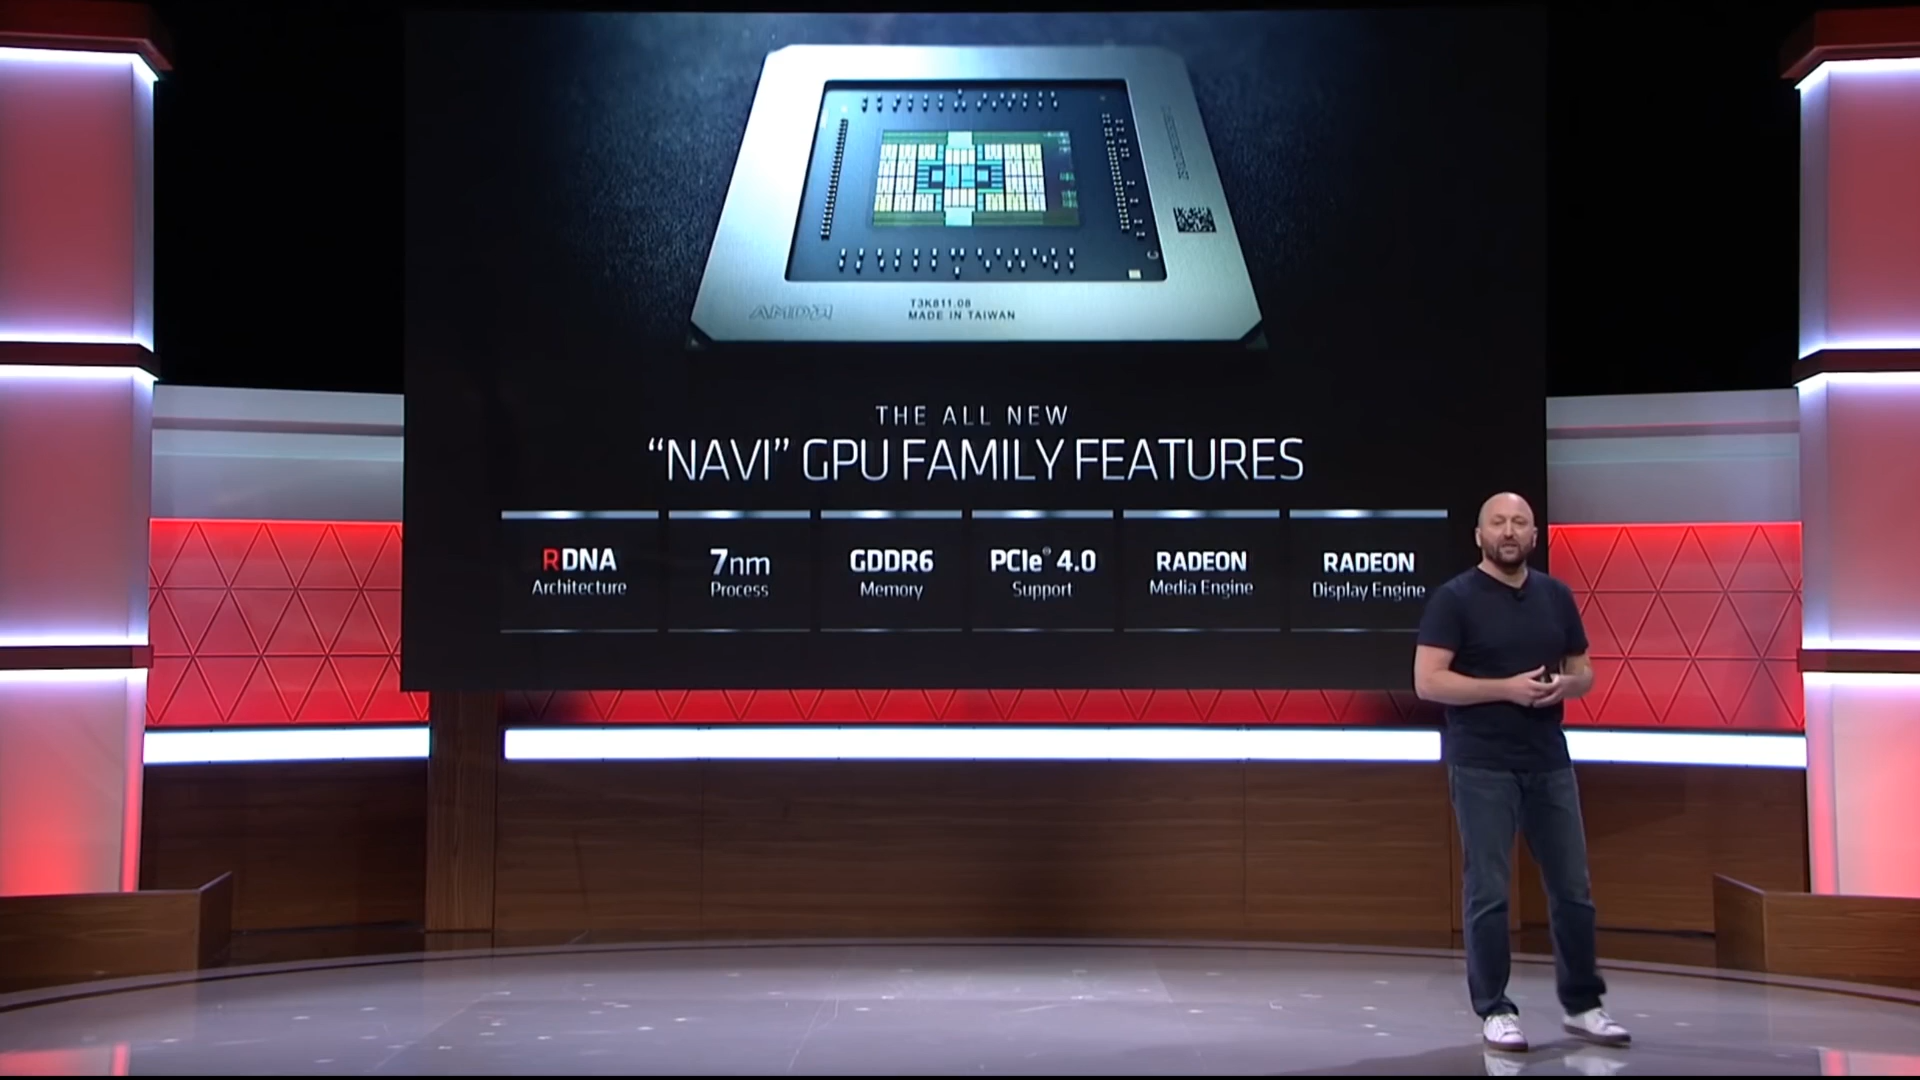 AMD
T3K811.08
MADE IN TAIWAN
THE ALL NEW
“NAVI” GPU FAMILY FEATURES
RDNA
Architecture
7nm
Process
GDDR6
Memory
PCIe® 4.0
Support
RADEON
Media Engine
RADEON
Display Engine